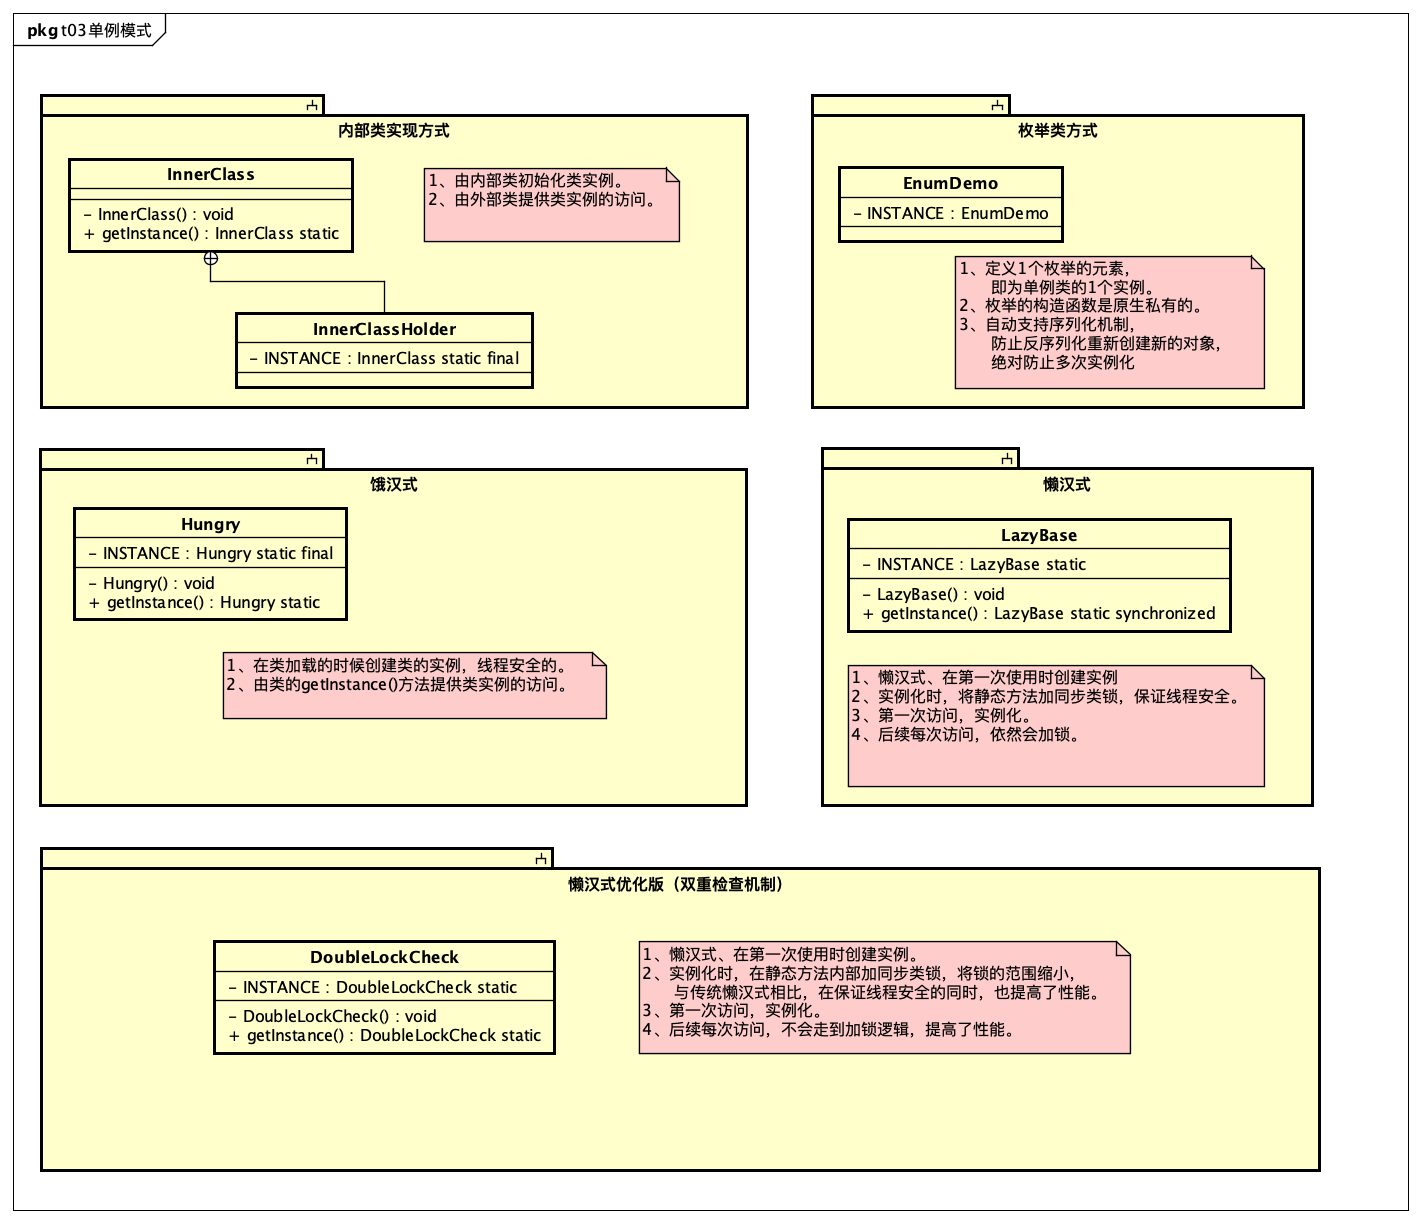 pkg t03单例模式
内部类实现方式
InnerClass
- InnerClass() : void
+ getInstance() : InnerClass static
1、由内部类初始化类实例。
2、由外部类提供类实例的访问。
InnerClassHolder
- INSTANCE : InnerClass static final
枚举类方式
EnumDemo
- INSTANCE : EnumDemo
1、定义1个枚举的元素，
即为单例类的1个实例。
2、枚举的构造函数是原生私有的。
3、自动支持序列化机制，
防止反序列化重新创建新的对象，
绝对防止多次实例化
饿汉式
Hungry
- INSTANCE : Hungry static final
- Hungry() : void
+ getInstance() : Hungry static
1、在类加载的时候创建类的实例，线程安全的。
2、由类的getInstance()方法提供类实例的访问。
懒汉式
LazyBase
- INSTANCE : LazyBase static
- LazyBase() : void
+ getInstance() : LazyBase static synchronized
1、懒汉式、在第一次使用时创建实例
2、实例化时，将静态方法加同步类锁，保证线程安全。
3、第一次访问，实例化。
4、后续每次访问，依然会加锁。
懒汉式优化版（双重检查机制）
DoubleLockCheck
- INSTANCE : DoubleLockCheck static
- DoubleLockCheck() : void
+ getInstance() : DoubleLockCheck static
1、懒汉式、在第一次使用时创建实例。
2、实例化时，在静态方法内部加同步类锁，将锁的范围缩小，
与传统懒汉式相比，在保证线程安全的同时，也提高了性能。
3、第一次访问，实例化。
4、后续每次访问，不会走到加锁逻辑，提高了性能。